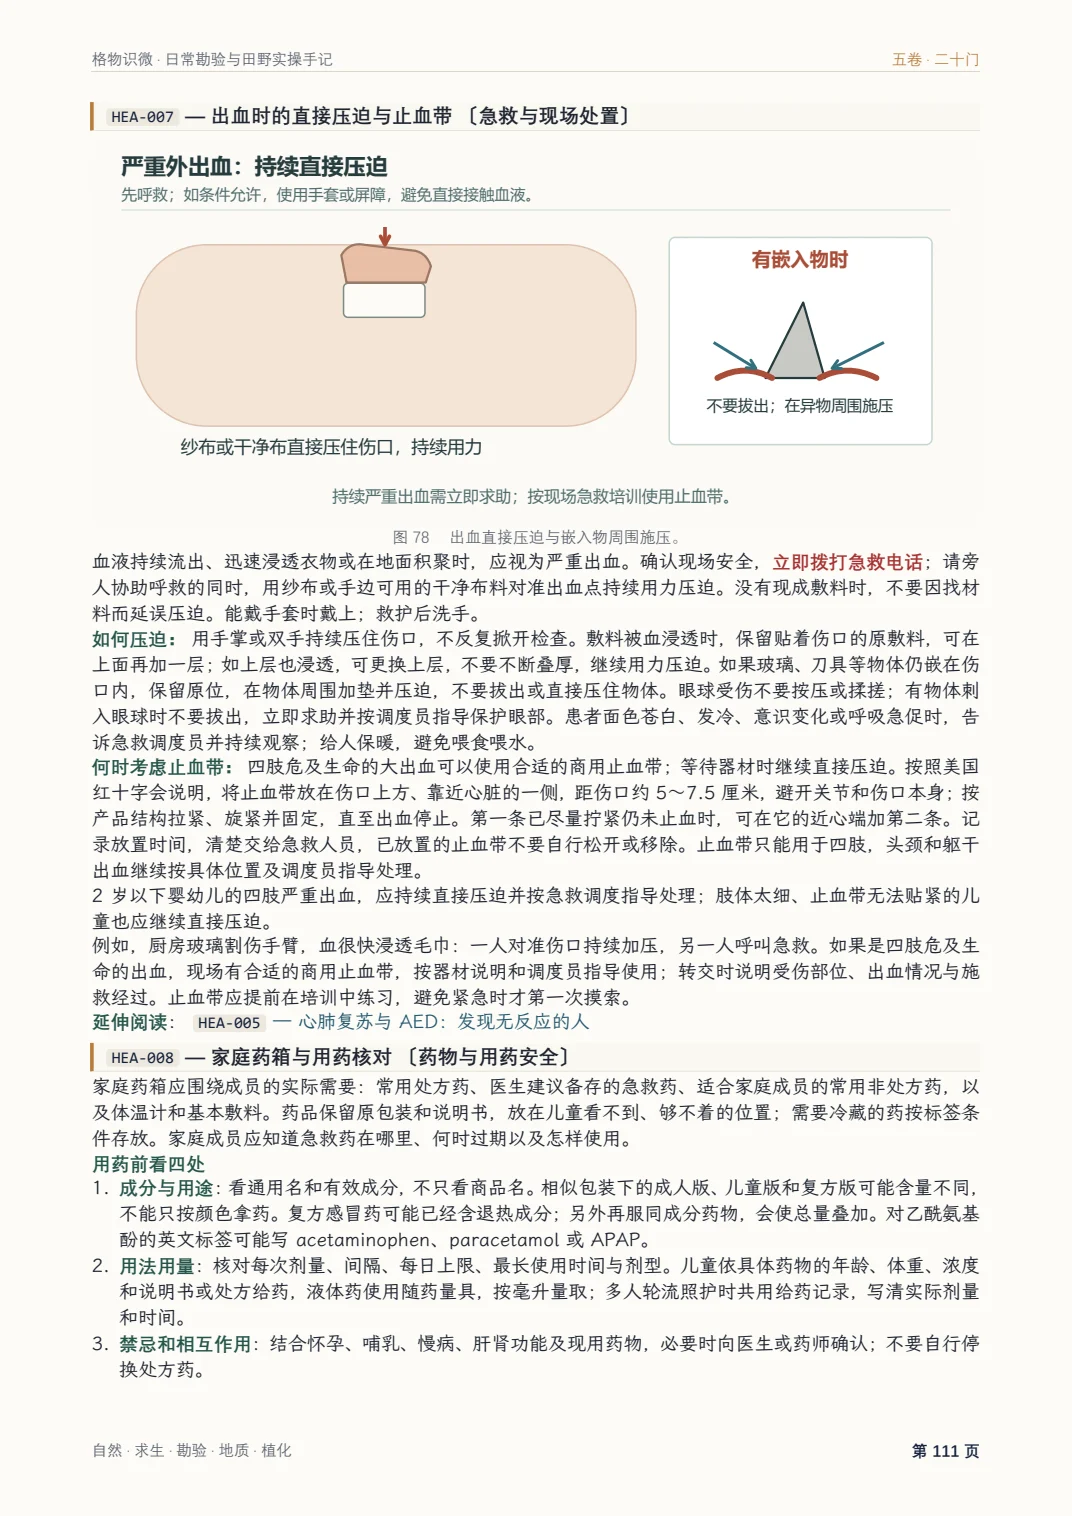 格物识微 · 日常勘验与田野实操手记
五卷 · 二十门
HEA-007 — 出血时的直接压迫与止血带 〔急救与现场处置〕
严重外出血：持续直接压迫
先呼救；如条件允许，使用手套或屏障，避免直接接触血液。
有嵌入物时
不要拔出；在异物周围施压
纱布或干净布直接压住伤口，持续用力
持续严重出血需立即求助；按现场急救培训使用止血带。
图 78 出血直接压迫与嵌入物周围施压。
血液持续流出、迅速浸透衣物或在地面积聚时，应视为严重出血。确认现场安全，立即拨打急救电话；请旁
人协助呼救的同时，用纱布或手边可用的干净布料对准出血点持续用力压迫。没有现成敷料时，不要因找材
料而延误压迫。能戴手套时戴上；救护后洗手。
如何压迫： 用手掌或双手持续压住伤口，不反复掀开检查。敷料被血浸透时，保留贴着伤口的原敷料，可在
上面再加一层；如上层也浸透，可更换上层，不要不断叠厚，继续用力压迫。如果玻璃、刀具等物体仍嵌在伤
口内，保留原位，在物体周围加垫并压迫，不要拔出或直接压住物体。眼球受伤不要按压或揉搓；有物体刺
入眼球时不要拔出，立即求助并按调度员指导保护眼部。患者面色苍白、发冷、意识变化或呼吸急促时，告
诉急救调度员并持续观察；给人保暖，避免喂食喂水。
何时考虑止血带： 四肢危及生命的大出血可以使用合适的商用止血带；等待器材时继续直接压迫。按照美国
红十字会说明，将止血带放在伤口上方、靠近心脏的一侧，距伤口约 5～7.5 厘米，避开关节和伤口本身；按
产品结构拉紧、旋紧并固定，直至出血停止。第一条已尽量拧紧仍未止血时，可在它的近心端加第二条。记
录放置时间，清楚交给急救人员，已放置的止血带不要自行松开或移除。止血带只能用于四肢，头颈和躯干
出血继续按具体位置及调度员指导处理。
2 岁以下婴幼儿的四肢严重出血，应持续直接压迫并按急救调度指导处理；肢体太细、止血带无法贴紧的儿
童也应继续直接压迫。
例如，厨房玻璃割伤手臂，血很快浸透毛巾：一人对准伤口持续加压，另一人呼叫急救。如果是四肢危及生
命的出血，现场有合适的商用止血带，按器材说明和调度员指导使用；转交时说明受伤部位、出血情况与施
救经过。止血带应提前在培训中练习，避免紧急时才第一次摸索。
延伸阅读： HEA-005 — 心肺复苏与 AED：发现无反应的人
HEA-008 — 家庭药箱与用药核对 〔药物与用药安全〕
家庭药箱应围绕成员的实际需要：常用处方药、医生建议备存的急救药、适合家庭成员的常用非处方药，以
及体温计和基本敷料。药品保留原包装和说明书，放在儿童看不到、够不着的位置；需要冷藏的药按标签条
件存放。家庭成员应知道急救药在哪里、何时过期以及怎样使用。
用药前看四处
1. 成分与用途：看通用名和有效成分，不只看商品名。相似包装下的成人版、儿童版和复方版可能含量不同，
不能只按颜色拿药。复方感冒药可能已经含退热成分；另外再服同成分药物，会使总量叠加。对乙酰氨基
酚的英文标签可能写 acetaminophen、paracetamol 或 APAP。
2. 用法用量：核对每次剂量、间隔、每日上限、最长使用时间与剂型。儿童依具体药物的年龄、体重、浓度
和说明书或处方给药，液体药使用随药量具，按毫升量取；多人轮流照护时共用给药记录，写清实际剂量
和时间。
3. 禁忌和相互作用：结合怀孕、哺乳、慢病、肝肾功能及现用药物，必要时向医生或药师确认；不要自行停
换处方药。
自然 · 求生 · 勘验 · 地质 · 植化
第 111 页